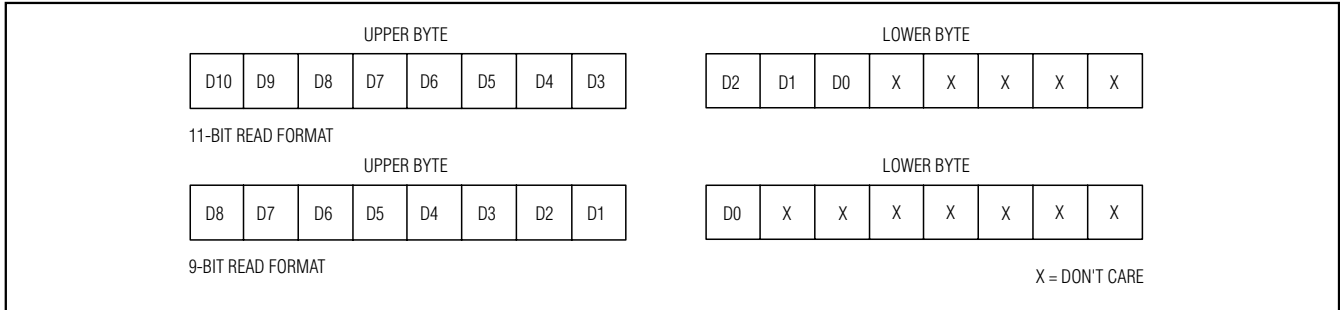 UPPER BYTE LOWER BYTE
D10 D9 D8 D7 D6 D5 D4 D3 D2 D1 D0 X X X X X
11-BIT READ FORMAT
UPPER BYTE LOWER BYTE
D8 D7 D6 D5 D4 D3 D2 D1 D0 X X X X X X X
9-BIT READ FORMAT X = DON'T CARE